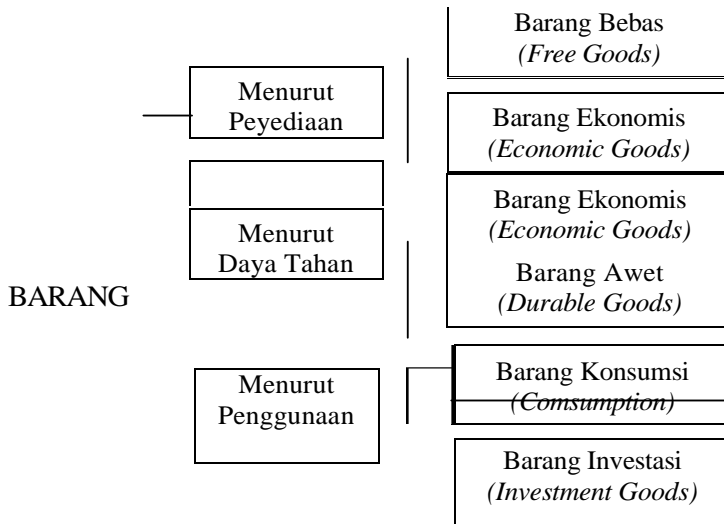 Barang Bebas
(Free Goods)
Menurut
Peyediaan
Barang Ekonomis
(Economic Goods)
Barang Ekonomis
(Economic Goods)
Menurut
Daya Tahan
Barang Awet
(Durable Goods)
BARANG
Barang Konsumsi
(Comsumption)
Menurut
Penggunaan
Barang Investasi
(Investment Goods)